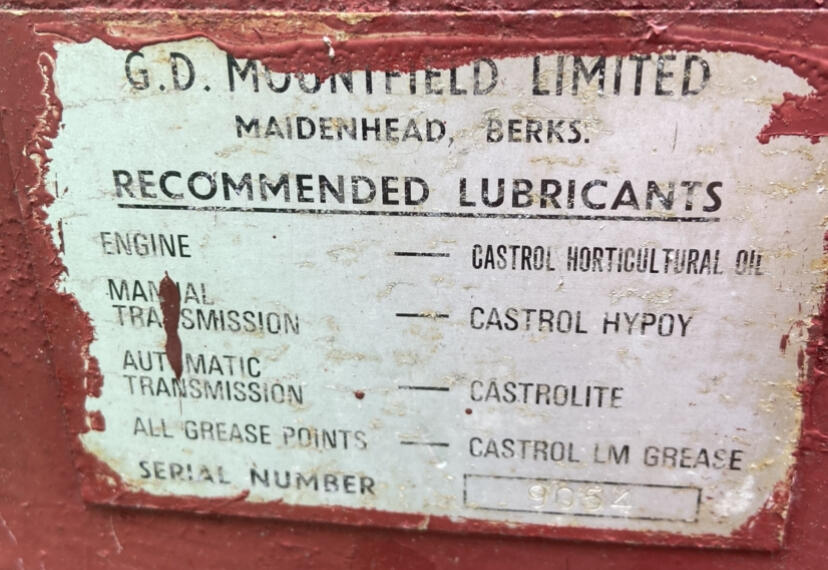 G.D. MOUNTFIELD LIMITED
MAIDENHEAD, BERKS.
RECOMMENDED LUBRICANTS
ENGINE — CASTROL HORTICULTURAL OIL
MANUAL
TRANSMISSION — CASTROL HYPOY
AUTOMATIC
TRANSMISSION — CASTROLITE
ALL GREASE POINTS — CASTROL LM GREASE
SERIAL NUMBER